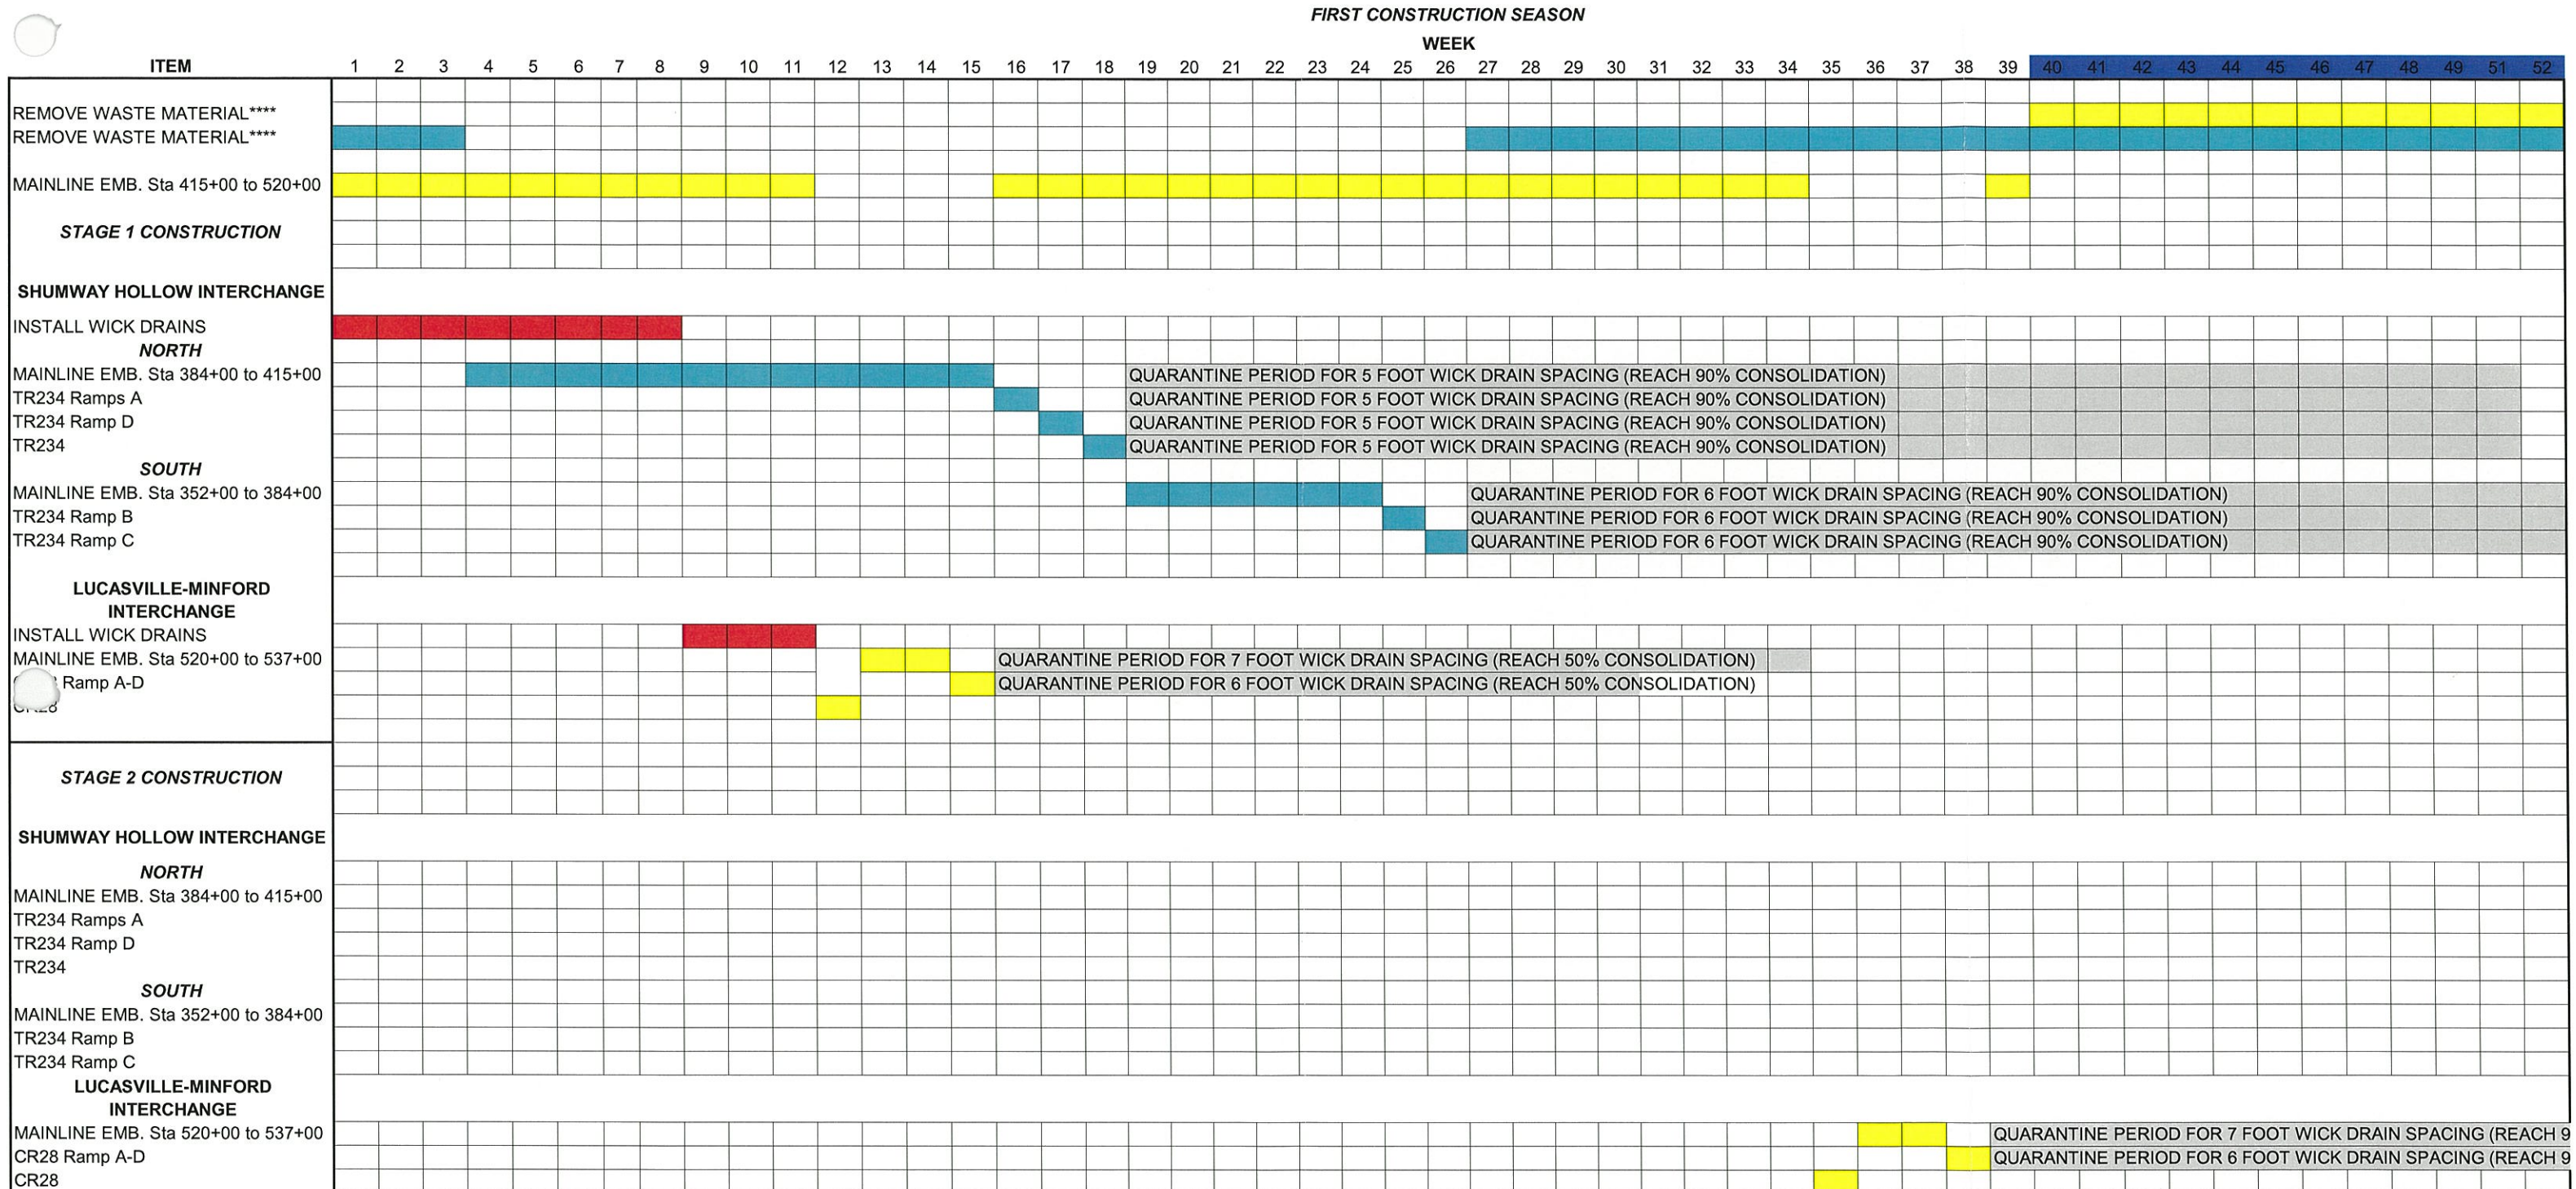 FIRST CONSTRUCTION SEASON
WEEK
ITEM 1 2 3 4 5 6 7 8 9 10 11 12 13 14 15 16 17 18 19 20 21 22 23 24 25 26 27 28 29 30 31 32 33 34 35 36 37 38 39 40 41 42 43 44 45 46 47 48 49 51 52
REMOVE WASTE MATERIAL****
REMOVE WASTE MATERIAL****
MAINLINE EMB. Sta 415+00 to 520+00
STAGE 1 CONSTRUCTION
SHUMWAY HOLLOW INTERCHANGE
INSTALL WICK DRAINS
NORTH
MAINLINE EMB. Sta 384+00 to 415+00 QUARANTINE PERIOD FOR 5 FOOT WICK DRAIN SPACING (REACH 90% CONSOLIDATION)
TR234 Ramps A QUARANTINE PERIOD FOR 5 FOOT WICK DRAIN SPACING (REACH 90% CONSOLIDATION)
TR234 Ramp D QUARANTINE PERIOD FOR 5 FOOT WICK DRAIN SPACING (REACH 90% CONSOLIDATION)
TR234 QUARANTINE PERIOD FOR 5 FOOT WICK DRAIN SPACING (REACH 90% CONSOLIDATION)
SOUTH
MAINLINE EMB. Sta 352+00 to 384+00 QUARANTINE PERIOD FOR 6 FOOT WICK DRAIN SPACING (REACH 90% CONSOLIDATION)
TR234 Ramp B QUARANTINE PERIOD FOR 6 FOOT WICK DRAIN SPACING (REACH 90% CONSOLIDATION)
TR234 Ramp C QUARANTINE PERIOD FOR 6 FOOT WICK DRAIN SPACING (REACH 90% CONSOLIDATION)
LUCASVILLE-MINFORD
INTERCHANGE
INSTALL WICK DRAINS
MAINLINE EMB. Sta 520+00 to 537+00 QUARANTINE PERIOD FOR 7 FOOT WICK DRAIN SPACING (REACH 50% CONSOLIDATION)
Ramp A-D QUARANTINE PERIOD FOR 6 FOOT WICK DRAIN SPACING (REACH 50% CONSOLIDATION)
STAGE 2 CONSTRUCTION
SHUMWAY HOLLOW INTERCHANGE
NORTH
MAINLINE EMB. Sta 384+00 to 415+00
TR234 Ramps A
TR234 Ramp D
TR234
SOUTH
MAINLINE EMB. Sta 352+00 to 384+00
TR234 Ramp B
TR234 Ramp C
LUCASVILLE-MINFORD
INTERCHANGE
MAINLINE EMB. Sta 520+00 to 537+00 QUARANTINE PERIOD FOR 7 FOOT WICK DRAIN SPACING (REACH 9
CR28 Ramp A-D QUARANTINE PERIOD FOR 6 FOOT WICK DRAIN SPACING (REACH 9
CR28